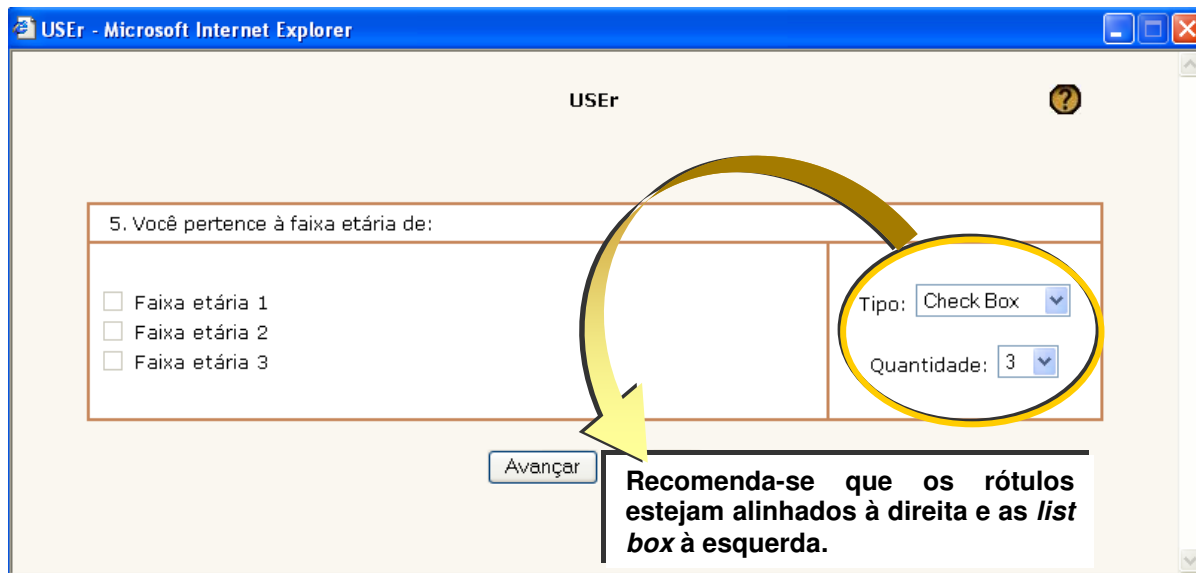 USEr - Microsoft Internet Explorer
USEr
?
5. Você pertence à faixa etária de:
Faixa etária 1
Faixa etária 2
Faixa etária 3
Tipo: Check Box
Quantidade: 3
Avançar
Recomenda-se que os rótulos
estejam alinhados à direita e as list
box à esquerda.